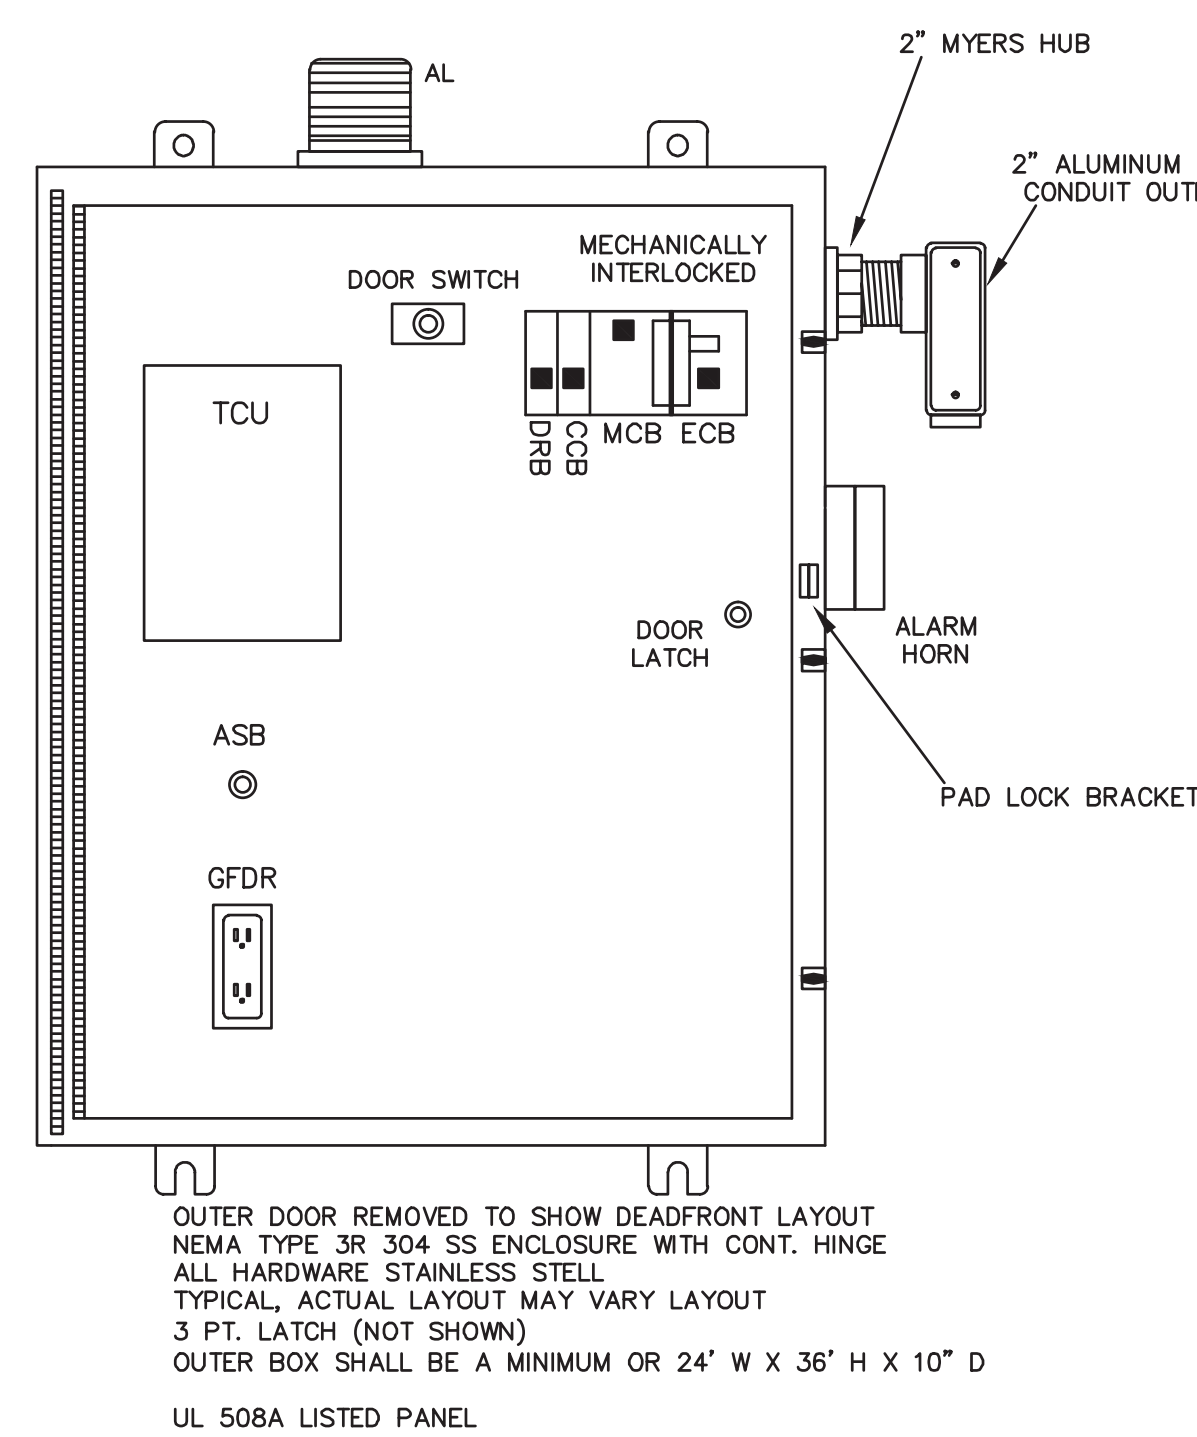 2" MYERS HUB
AL
2" ALUMINUM
CONDUIT
MECHANICALLY
INTERLOCKED
DOOR SWITCH
TCU
DRB
CCB
MCB
ECB
DOOR
LATCH
ALARM
HORN
ASB
PAD LOCK BRACKET
GFDR
OUTER DOOR REMOVED TO SHOW DEADFRONT LAYOUT
NEMA TYPE 3R 304 SS ENCLOSURE WITH CONT. HINGE
ALL HARDWARE STAINLESS STELL
TYPICAL, ACTUAL LAYOUT MAY VARY LAYOUT
3 PT. LATCH (NOT SHOWN)
OUTER BOX SHALL BE A MINIMUM OR 24' W X 36' H X 10" D
UL 508A LISTED PANEL